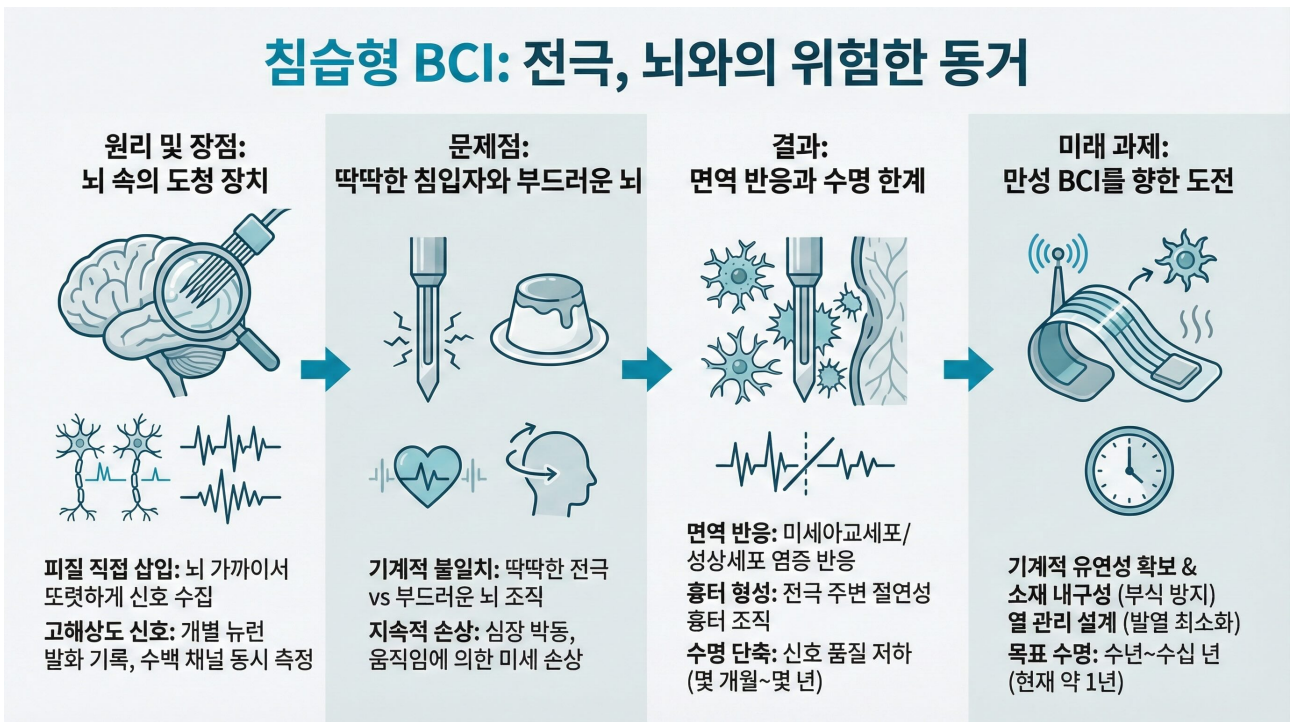 침습형 BCI: 전극, 뇌와의 위험한 동거
원리 및 장점:
뇌 속의 도청 장치
피질 직접 삽입: 뇌 가까이서
또렷하게 신호 수집
고해상도 신호: 개별 뉴런
발화 기록, 수백 채널 동시 측정
문제점:
딱딱한 침입자와 부드러운 뇌
기계적 불일치: 딱딱한 전극
vs 부드러운 뇌 조직
지속적 손상: 심장 박동,
움직임에 의한 미세 손상
결과:
면역 반응과 수명 한계
면역 반응: 미세아교세포/
성상세포 염증 반응
흉터 형성: 전극 주변 절연성
흉터 조직
수명 단축: 신호 품질 저하
(몇 개월~몇 년)
미래 과제:
만성 BCI를 향한 도전
기계적 유연성 확보 &
소재 내구성 (부식 방지)
열 관리 설계 (발열 최소화)
목표 수명: 수년~수십 년
(현재 약 1년)